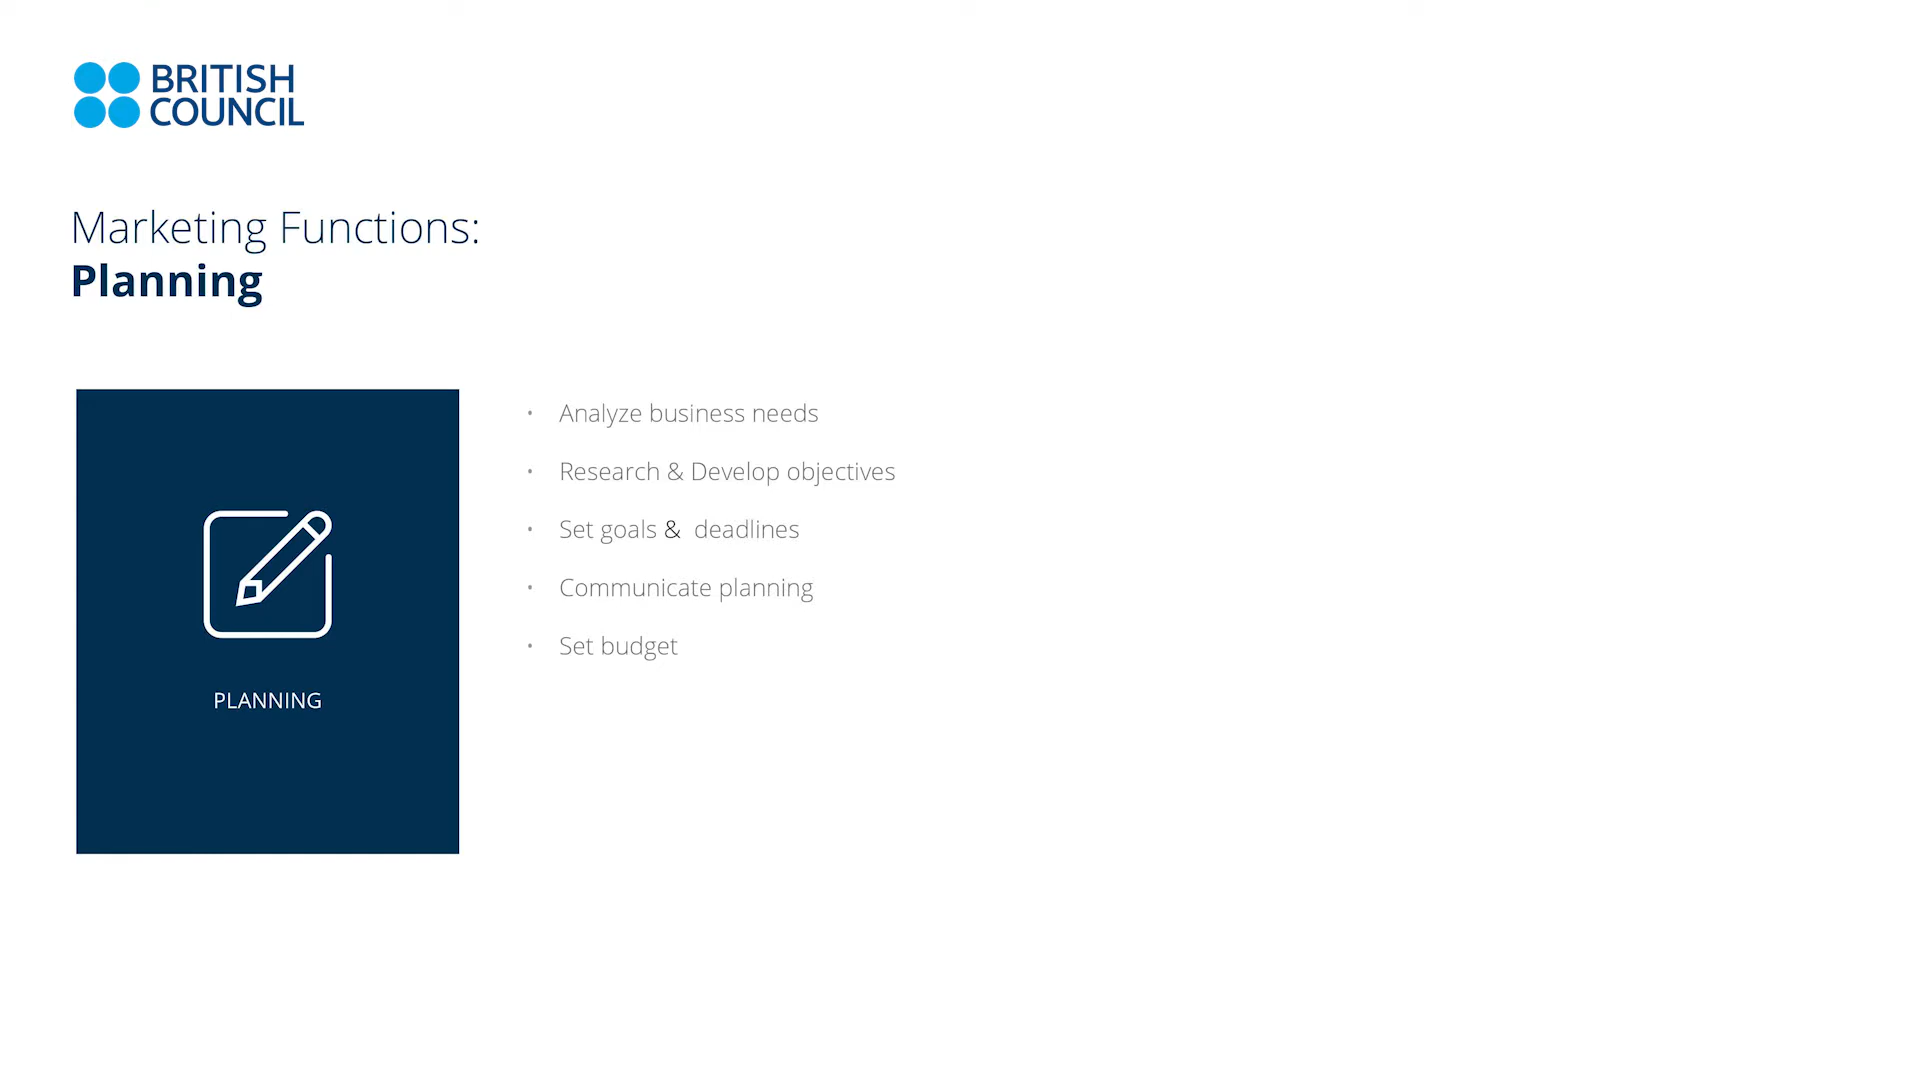 BRITISH
COUNCIL
Marketing Functions:
Planning
PLANNING
• Analyze business needs
• Research & Develop objectives
• Set goals & deadlines
• Communicate planning
• Set budget